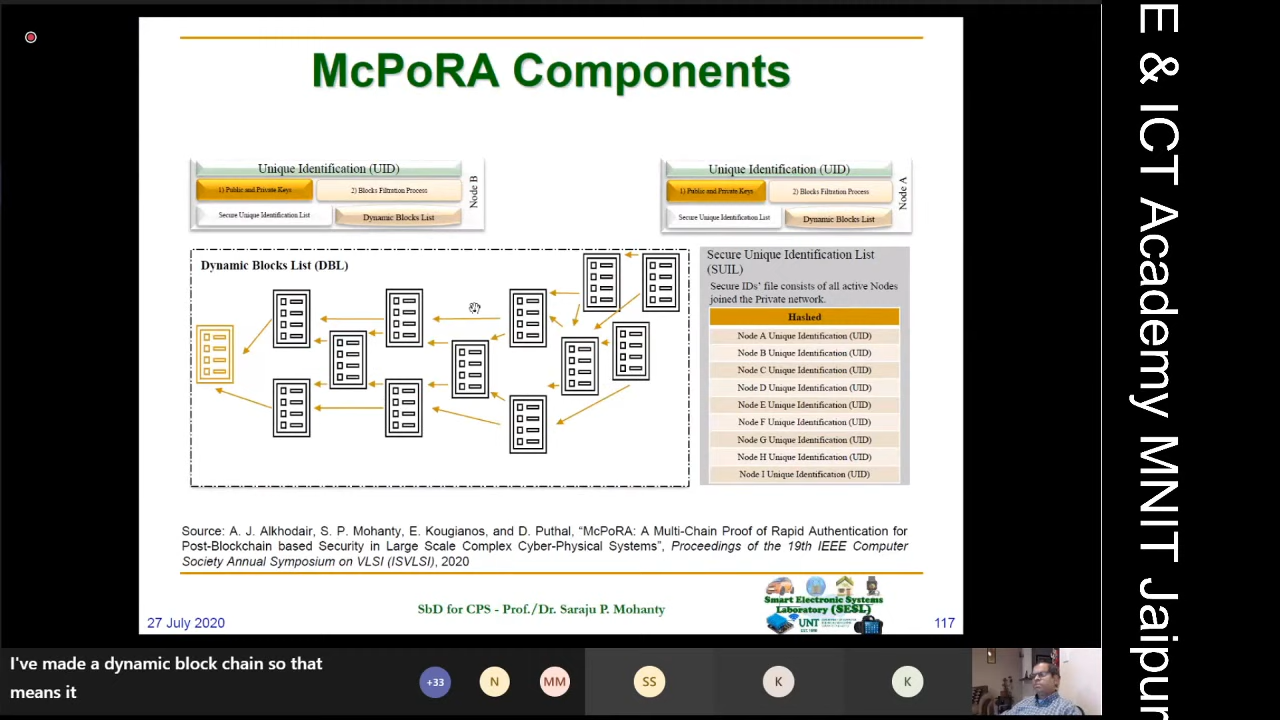 McPoRA Components
Unique Identification (UID)
1) Public and Private Keys
2) Blocks Filtration Process
Secure Unique Identification List
Dynamic Blocks List
Node B
Unique Identification (UID)
1) Public and Private Keys
2) Blocks Filtration Process
Secure Unique Identification List
Dynamic Blocks List
Node A
Dynamic Blocks List (DBL)
Secure Unique Identification List
(SUIL)
Secure IDs' file consists of all active Nodes
joined the Private network.
Hashed
Node A Unique Identification (UID)
Node B Unique Identification (UID)
Node C Unique Identification (UID)
Node D Unique Identification (UID)
Node E Unique Identification (UID)
Node F Unique Identification (UID)
Node G Unique Identification (UID)
Node H Unique Identification (UID)
Node I Unique Identification (UID)
Source: A. J. Alkhodair, S. P. Mohanty, E. Kougianos, and D. Puthal, “McPoRA: A Multi-Chain Proof of Rapid Authentication for
Post-Blockchain based Security in Large Scale Complex Cyber-Physical Systems”, Proceedings of the 19th IEEE Computer
Society Annual Symposium on VLSI (ISVLSI), 2020
27 July 2020
SbD for CPS - Prof./Dr. Saraju P. Mohanty
Smart Electronic Systems
Laboratory (SESL)
UNT
117
I've made a dynamic block chain so that
means it
+33
N
MM
SS
K
K
E & ICT Academy MNIT Jaipur